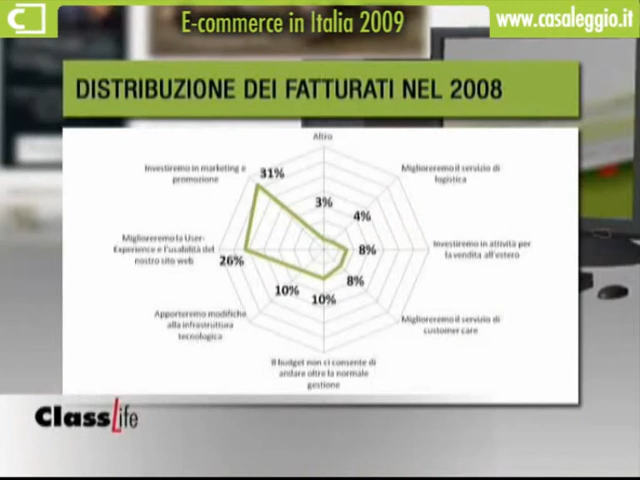 E-commerce in Italia 2009
www.casaleggio.it
DISTRIBUZIONE DEI FATTURATI NEL 2008
Altro
3%
Miglioreremo il servizio di
logistica
4%
Investiremo in attività per
la vendita all'estero
8%
Miglioreremo il servizio di
customer care
8%
Il budget non ci consente di
andare oltre la normale
gestione
10%
Apporteremo modifiche
alla infrastruttura
tecnologica
10%
Miglioreremo la User-
Experience e l'usabilità del
nostro sito web
26%
Investiremo in marketing e
promozione
31%
ClassLife